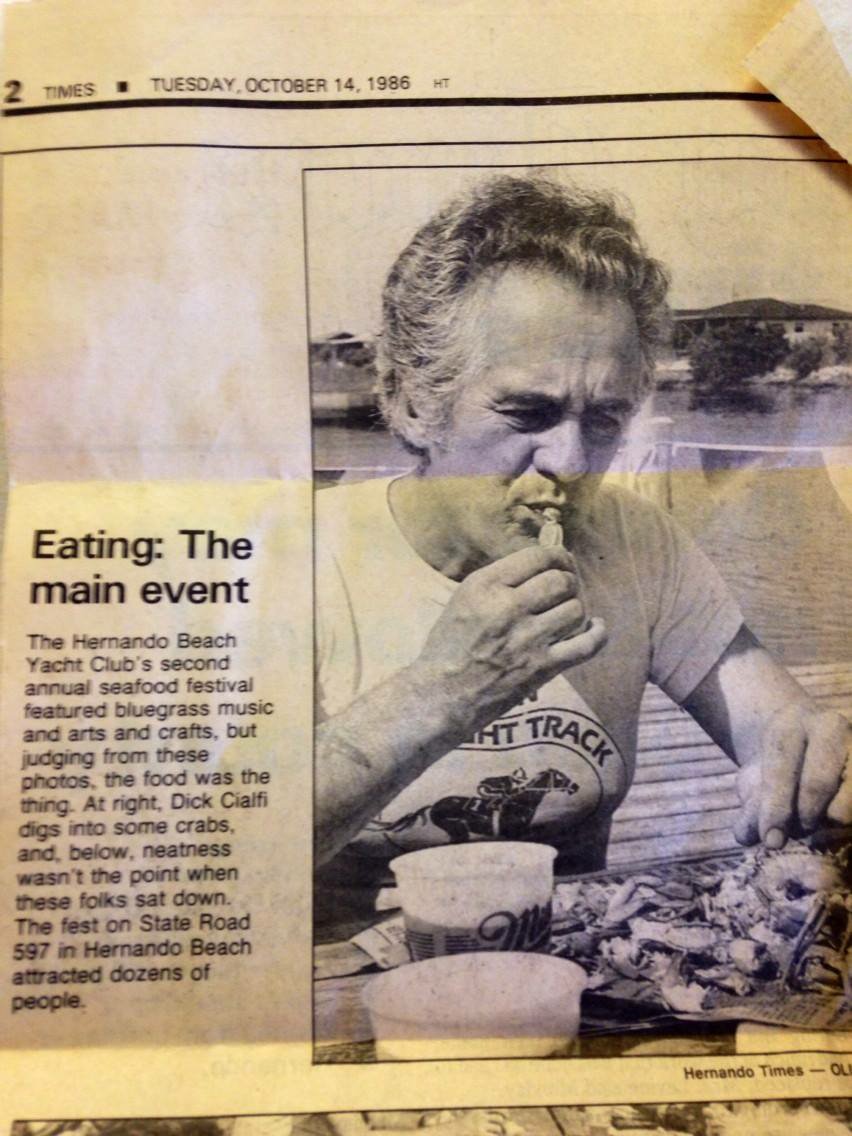 2 TIMES ■ TUESDAY, OCTOBER 14, 1986 HT
Eating: The
main event
The Hernando Beach
Yacht Club's second
annual seafood festival
featured bluegrass music
and arts and crafts, but
judging from these
photos, the food was the
thing. At right, Dick Cialfi
digs into some crabs,
and, below, neatness
wasn't the point when
these folks sat down.
The fest on State Road
597 in Hernando Beach
attracted dozens of
people.
HT TRACK
Hernando Times — OLI